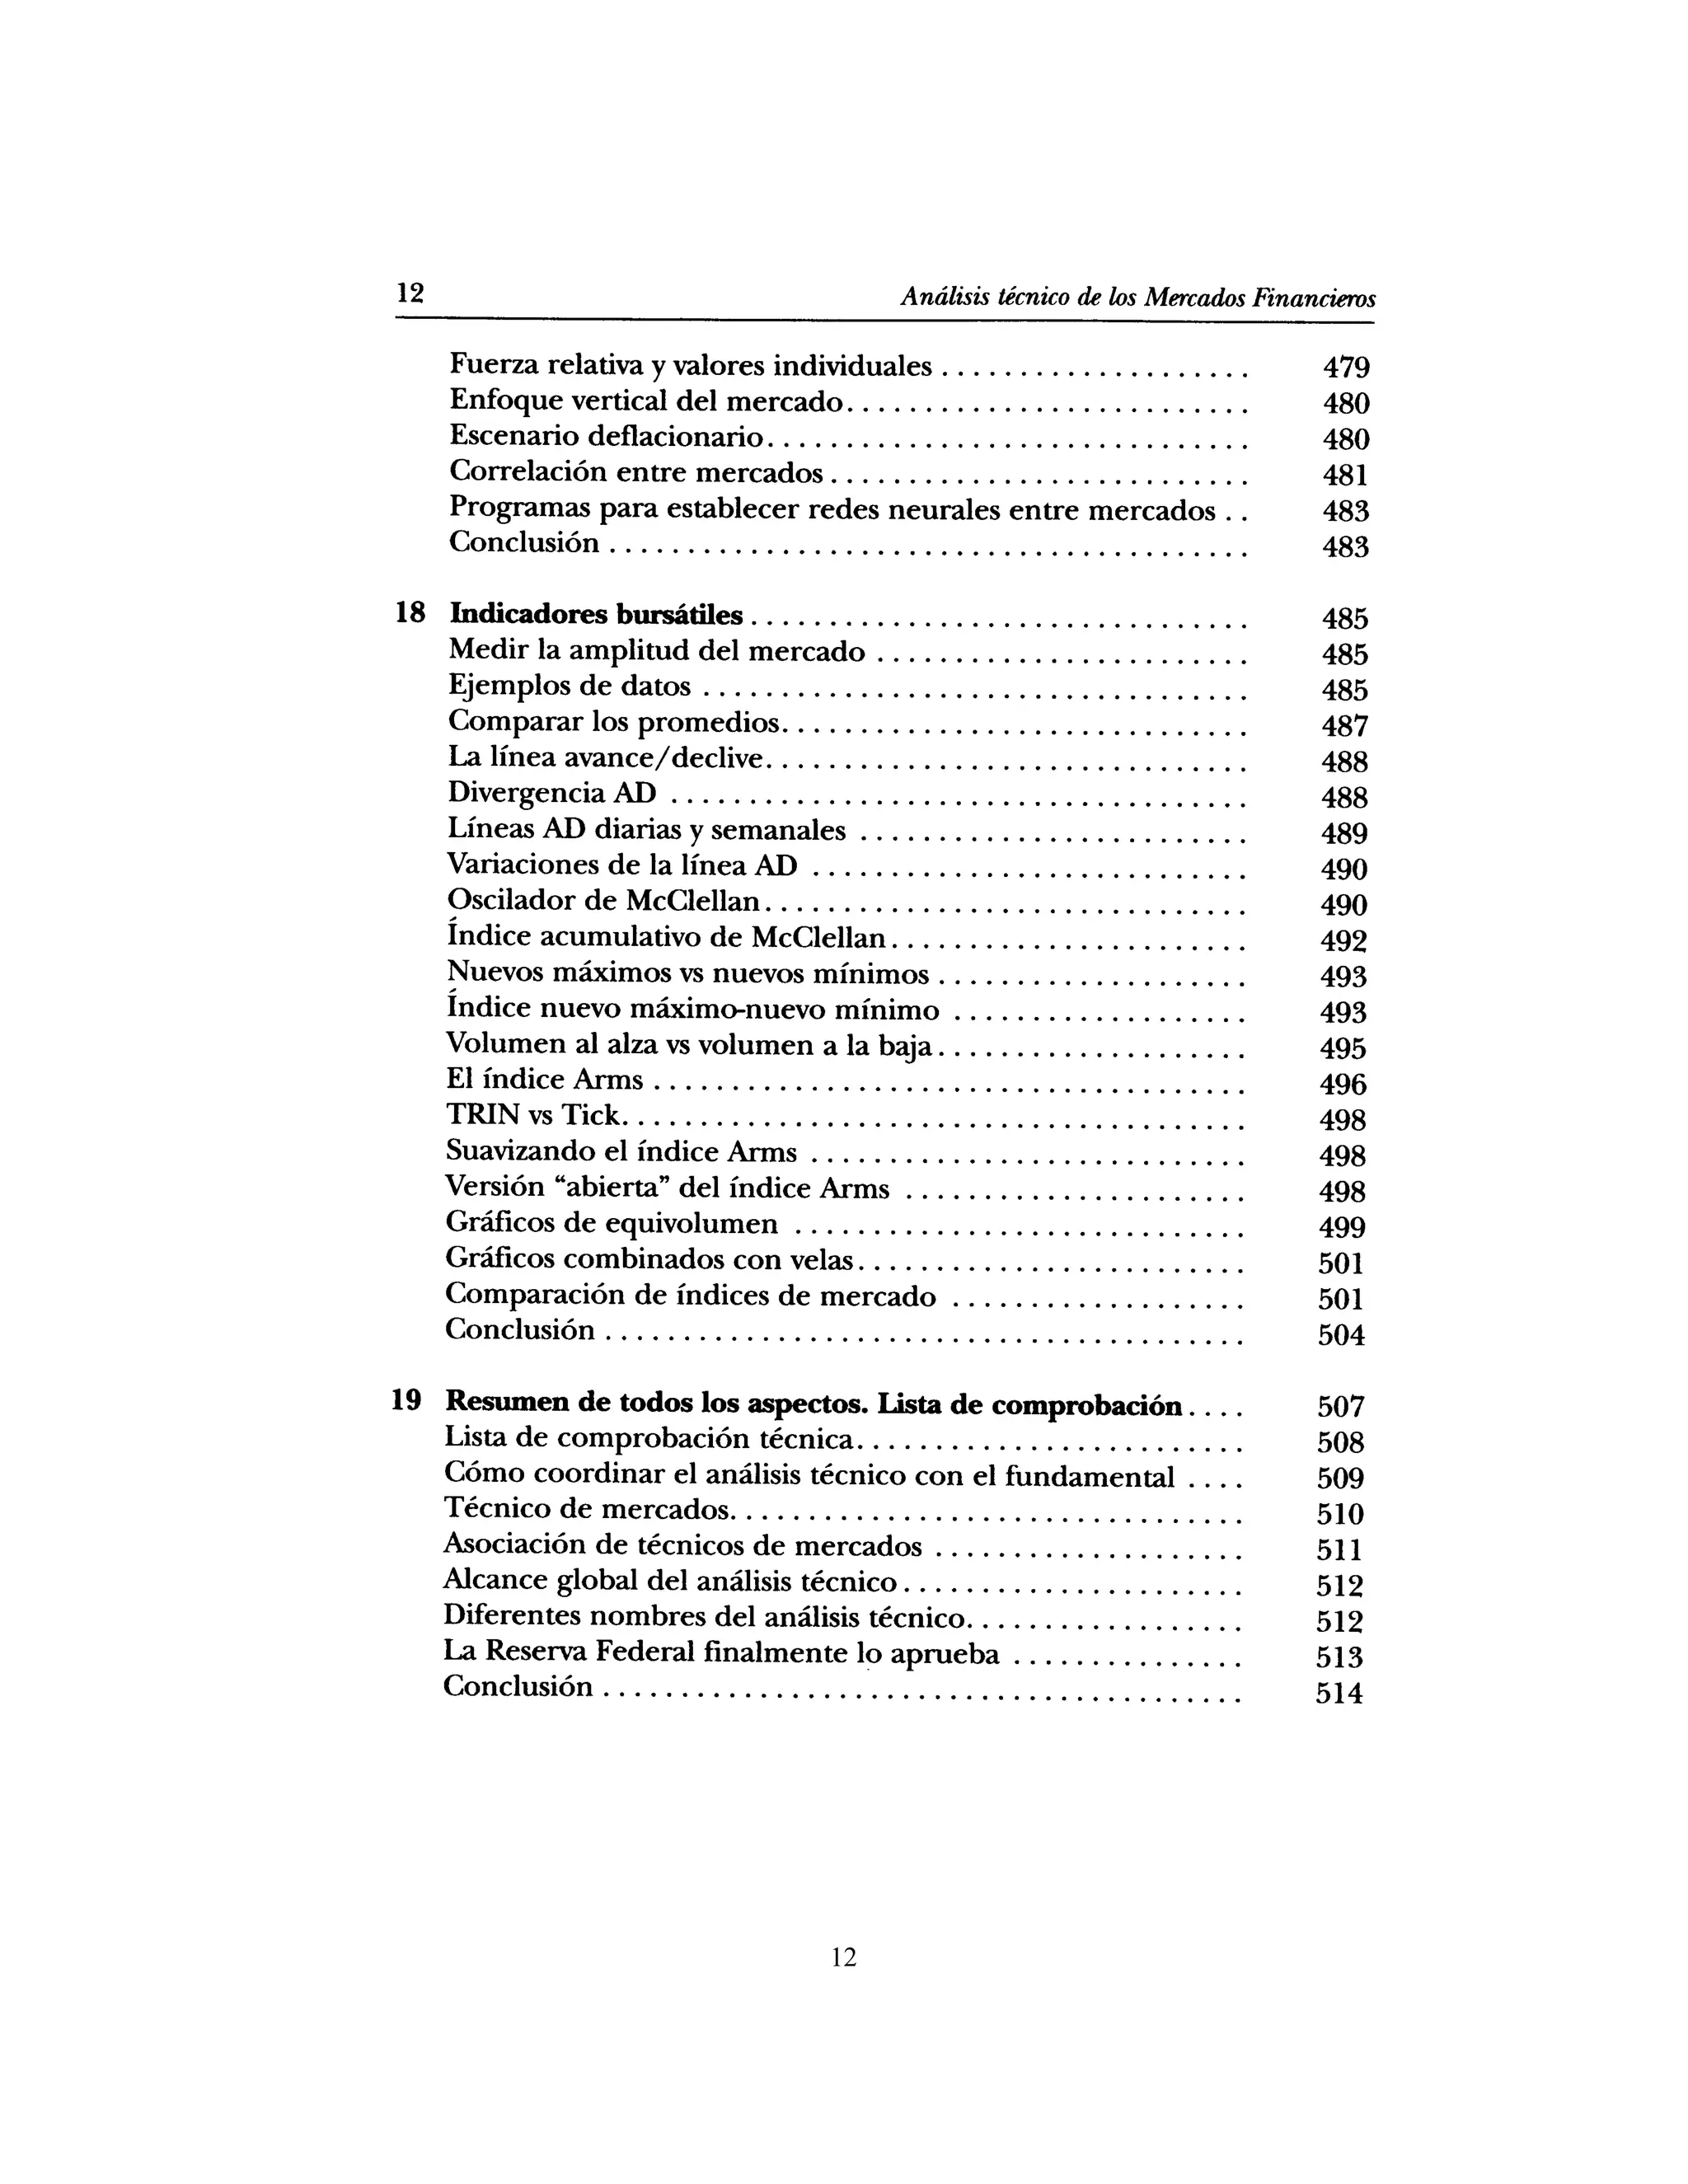 12 Análisis técnico de los Mercados Financieros
Fuerza relativa y valores individuales . . . . . . . . . . . . . . . . . . . . 479
Enfoque vertical del mercado. . . . . . . . . . . . . . . . . . . . . . . . . . 480
Escenario deflacionario. . . . . . . . . . . . . . . . . . . . . . . . . . . . . . . 480
Correlación entre mercados . . . . . . . . . . . . . . . . . . . . . . . . . . . 481
Programas para establecer redes neurales entre mercados . . 483
Conclusión . . . . . . . . . . . . . . . . . . . . . . . . . . . . . . . . . . . . . . . . . 483
18 Indicadores bursátiles . . . . . . . . . . . . . . . . . . . . . . . . . . . . . . . . 485
Medir la amplitud del mercado . . . . . . . . . . . . . . . . . . . . . . . . 485
Ejemplos de datos . . . . . . . . . . . . . . . . . . . . . . . . . . . . . . . . . . . 485
Comparar los promedios. . . . . . . . . . . . . . . . . . . . . . . . . . . . . . 487
La línea avance/declive. . . . . . . . . . . . . . . . . . . . . . . . . . . . . . . 488
Divergencia AD . . . . . . . . . . . . . . . . . . . . . . . . . . . . . . . . . . . . . 488
Líneas AD diarias y semanales . . . . . . . . . . . . . . . . . . . . . . . . . 489
Variaciones de la línea AD . . . . . . . . . . . . . . . . . . . . . . . . . . . . 490
Oscilador de McClellan. . . . . . . . . . . . . . . . . . . . . . . . . . . . . . . 490
Índice acumulativo de McClellan. . . . . . . . . . . . . . . . . . . . . . . 492
Nuevos máximos vs nuevos mínimos . . . . . . . . . . . . . . . . . . . . 493
Índice nuevo máximo-nuevo mínimo . . . . . . . . . . . . . . . . . . . 493
Volumen al alza vs volumen a la baja. . . . . . . . . . . . . . . . . . . . 495
El índice Arms . . . . . . . . . . . . . . . . . . . . . . . . . . . . . . . . . . . . . . 496
TRIN vs Tick. . . . . . . . . . . . . . . . . . . . . . . . . . . . . . . . . . . . . . . . 498
Suavizando el índice Arms . . . . . . . . . . . . . . . . . . . . . . . . . . . . 498
Versión “abierta” del índice Arms . . . . . . . . . . . . . . . . . . . . . . 498
Gráficos de equivolumen . . . . . . . . . . . . . . . . . . . . . . . . . . . . . 499
Gráficos combinados con velas. . . . . . . . . . . . . . . . . . . . . . . . . 501
Comparación de índices de mercado . . . . . . . . . . . . . . . . . . . 501
Conclusión . . . . . . . . . . . . . . . . . . . . . . . . . . . . . . . . . . . . . . . . . 504
19 Resumen de todos los aspectos. Lista de comprobación . . . . 507
Lista de comprobación técnica. . . . . . . . . . . . . . . . . . . . . . . . . 508
Cómo coordinar el análisis técnico con el fundamental . . . . 509
Técnico de mercados. . . . . . . . . . . . . . . . . . . . . . . . . . . . . . . . . 510
Asociación de técnicos de mercados . . . . . . . . . . . . . . . . . . . . 511
Alcance global del análisis técnico . . . . . . . . . . . . . . . . . . . . . . 512
Diferentes nombres del análisis técnico. . . . . . . . . . . . . . . . . . 512
La Reserva Federal finalmente lo aprueba . . . . . . . . . . . . . . . 513
Conclusión . . . . . . . . . . . . . . . . . . . . . . . . . . . . . . . . . . . . . . . . . 514
12